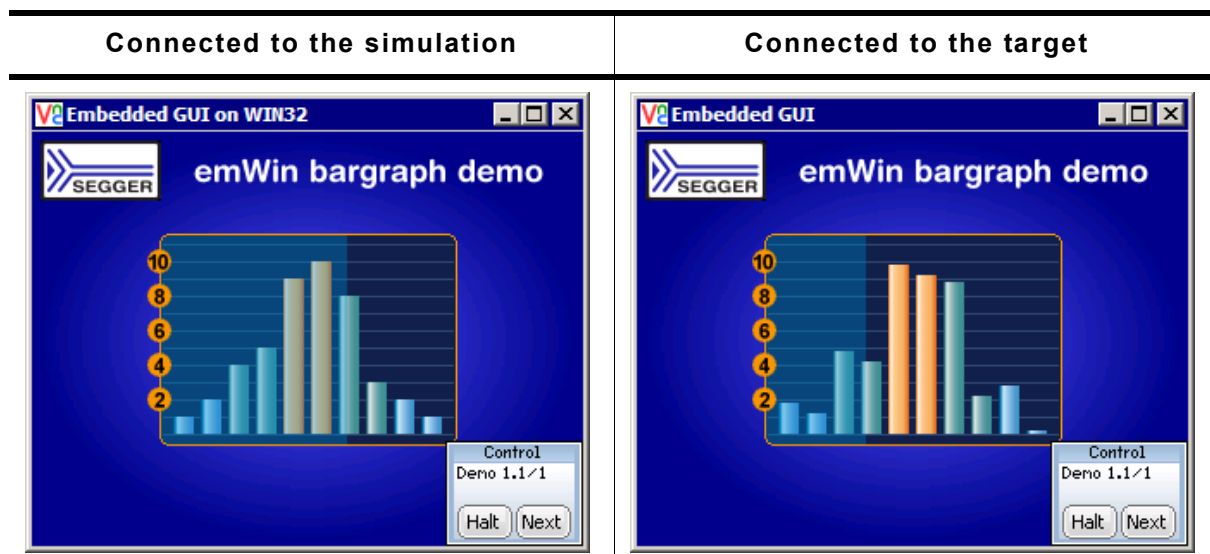 Connected to the simulation
Connected to the target
Embedded GUI on WIN32
SEGGER
emWin bargraph demo
10
8
6
4
2
Control
Demo 1.1/1
Halt Next
Embedded GUI
SEGGER
emWin bargraph demo
10
8
6
4
2
Control
Demo 1.1/1
Halt Next